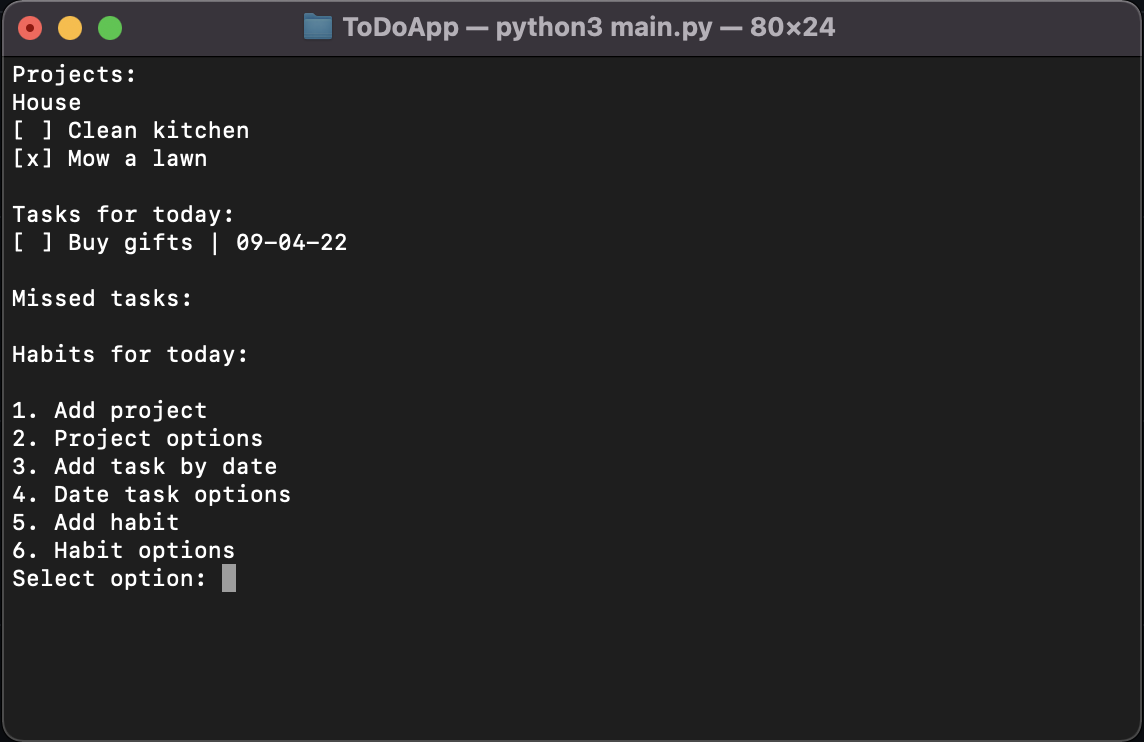 ToDoApp — python3 main.py — 80×24
Projects:
House
[ ] Clean kitchen
[x] Mow a lawn
Tasks for today:
[ ] Buy gifts | 09-04-22
Missed tasks:
Habits for today:
1. Add project
2. Project options
3. Add task by date
4. Date task options
5. Add habit
6. Habit options
Select option: